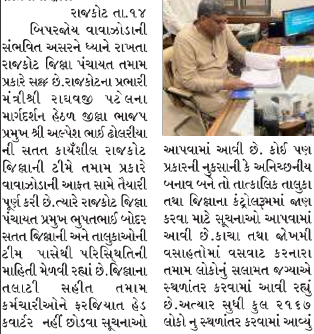 રાજકોટ તા.૧૪
બિપરજોય વાવાઝોડાની
સંભવિત અસરને ધ્યાને રાખતા
રાજકોટ જિલ્લા પંચાયત તમામ
પ્રકારે સજ્જ છે.રાજકોટના પ્રભારી
મંત્રીશ્રી રાઘવજી પટેલના
માર્ગદર્શન હેઠળ જીલ્લા ભાજપ
પ્રમુખ શ્રી અલ્પેશ ભાઈ ઢોલરીયા
ની સતત કાર્યશીલ રાજકોટ
જિલ્લાની ટીમે તમામ પ્રકારે
વાવાઝોડાની આફત સામે તૈયારી
પૂર્ણ કરી છે.ત્યારે રાજકોટ જિલ્લા
પંચાયત પ્રમુખ ભુપતભાઈ બોદર
સતત જિલ્લાની અને તાલુકાઓની
ટીમ પાસેથી પરિસ્થિતિની
માહિતી મેળવી રહ્યાં છે.જિલ્લાના
તલાટી સહીત તમામ
કર્મચારીઓને ફરજિયાત હેડ
કવાર્ટર નહીં છોડવા સૂચનાઓ
આપવામાં આવી છે. કોઈ પણ
પ્રકારની નુકસાની કે અનિચ્છનીય
બનાવ બને તો તાત્કાલિક તાલુકા
તથા જિલ્લાના કંટ્રોલરૂમમાં જાણ
કરવા માટે સૂચનાઓ આપવામાં
આવી છે.કાચા તથા જોખમી
વસાહતોમાં વસવાટ કરનારા
તમામ લોકોનું સલામત જગ્યાએ
સ્થળાંતર કરવામાં આવી રહ્યાં
છે.અત્યાર સુધી કુલ ૨૧૬૭
લોકો નુ સ્થળાંતર કરવામાં આવ્યું